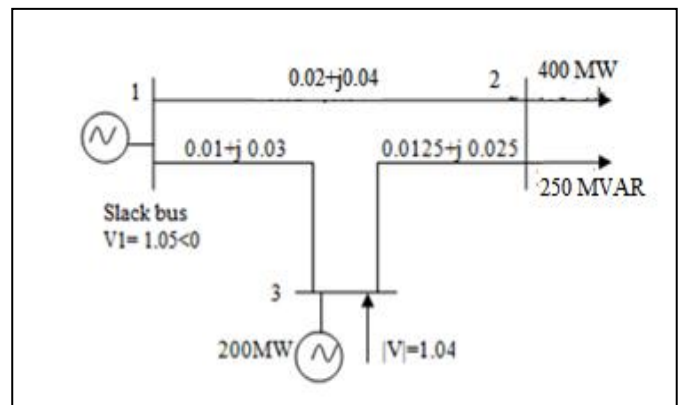 0.02+j0.04
1
2
400 MW
0.01+j 0.03
0.0125+j 0.025
250 MVAR
Slack bus
V1= 1.05<0
3
200MW
|V|=1.04